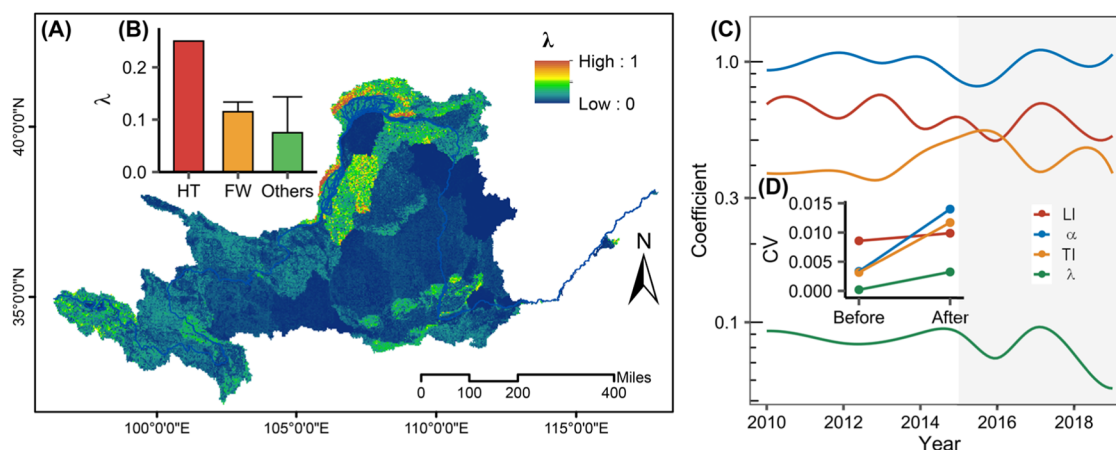 (A)
(B)
λ
0.2
0.1
0.0
HT FW Others
λ
High : 1
Low : 0
N
0 100 200 400
Miles
40°0'0"N
35°0'0"N
100°0'0"E 105°0'0"E 110°0'0"E 115°0'0"E
(C)
Coefficient
1.0
0.3
0.1
2010 2012 2014 2016 2018
Year
(D)
CV
0.015
0.010
0.005
0.000
Before After
LI
α
TI
λ